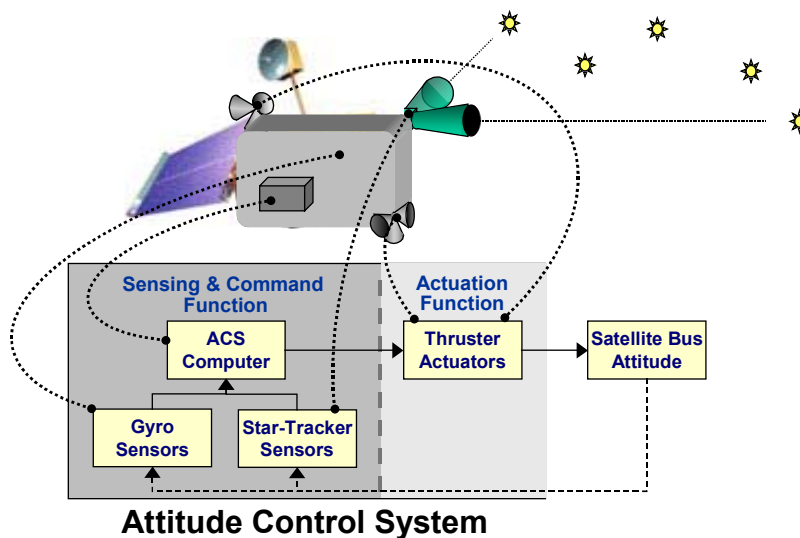 Sensing & Command
Function
Actuation
Function
ACS
Computer
Thruster
Actuators
Satellite Bus
Attitude
Gyro
Sensors
Star-Tracker
Sensors
Attitude Control System